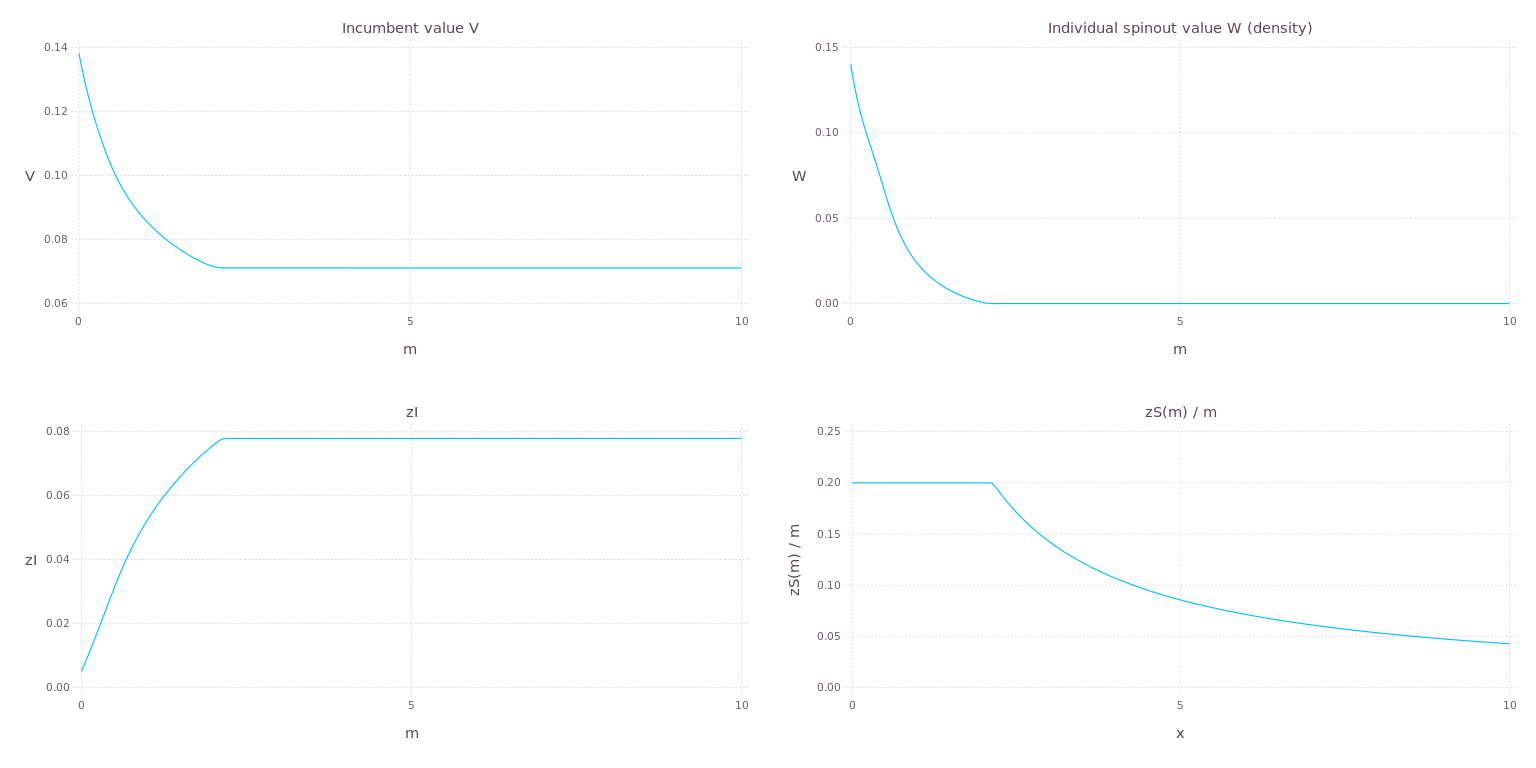 Incumbent value V
0.14
0.12
0.10
0.08
0.06
V
0 5 10
m
Individual spinout value W (density)
0.15
0.10
0.05
0.00
W
0 5 10
m
zI
0.08
0.06
0.04
0.02
0.00
zI
0 5 10
m
zS(m) / m
0.25
0.20
0.15
0.10
0.05
0.00
zS(m) / m
0 5 10
x